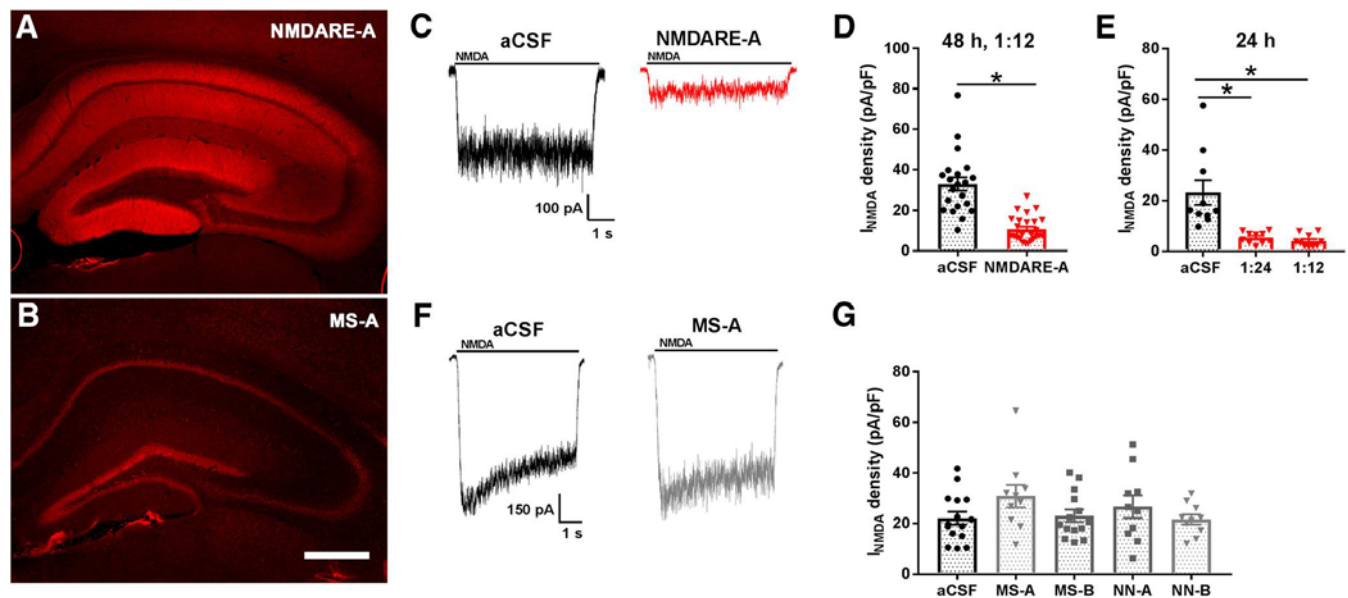 A
NMDARE-A
B
MS-A
C
aCSF
NMDARE-A
NMDA
NMDA
100 pA
1 s
D
48 h, 1:12
INMDA density (pA/pF)
100
80
60
40
20
0
*
aCSF
NMDARE-A
E
24 h
INMDA density (pA/pF)
80
60
40
20
0
*
*
aCSF
1:24
1:12
F
aCSF
MS-A
NMDA
NMDA
150 pA
1 s
G
INMDA density (pA/pF)
80
60
40
20
0
aCSF
MS-A
MS-B
NN-A
NN-B